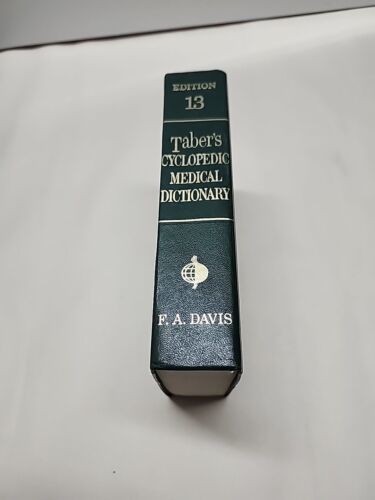 EDITION
13
Taber's
CYCLOPEDIC
MEDICAL
DICTIONARY
F. A. DAVIS